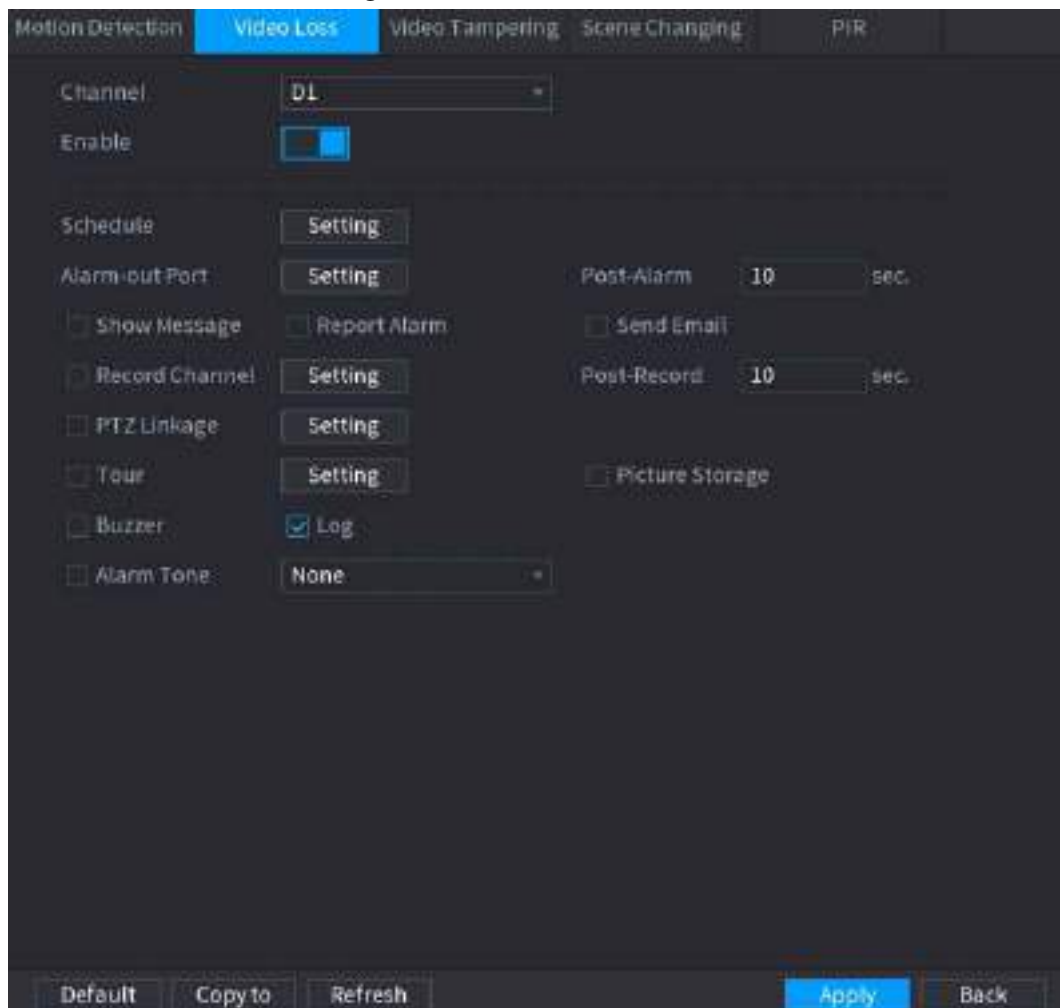 Motion Detection Video Loss Video Tampering Scene Changing PIR
Channel D1
Enable
Schedule Setting
Alarm-out Port Setting Post-Alarm 10 sec.
Show Message Report Alarm Send Email
Record Channel Setting Post-Record 10 sec.
PTZ Linkage Setting
Tour Setting Picture Storage
Buzzer Log
Alarm Tone None
Default Copy to Refresh Apply Back